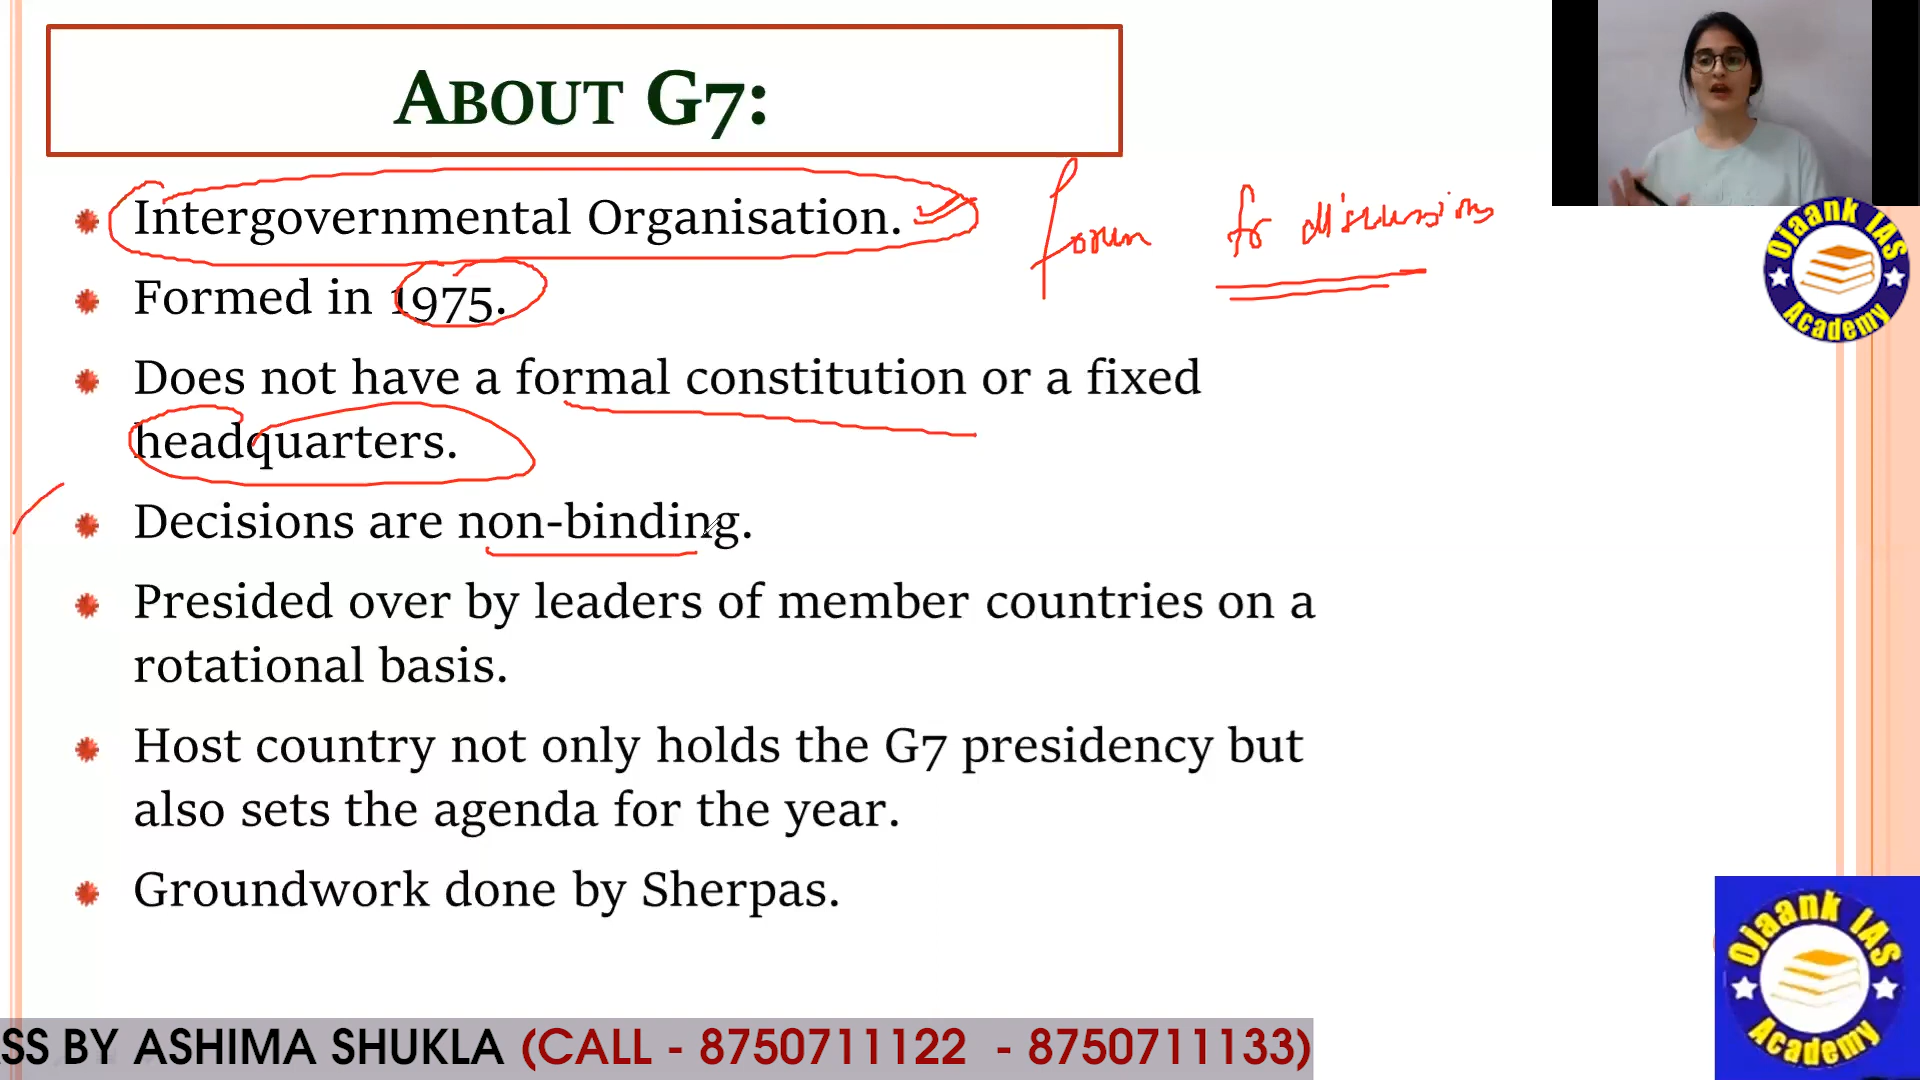 ABOUT G7:
Intergovernmental Organisation.
forum for discussions
Formed in 1975.
Does not have a formal constitution or a fixed
headquarters.
Decisions are non-binding.
Presided over by leaders of member countries on a
rotational basis.
Host country not only holds the G7 presidency but
also sets the agenda for the year.
Groundwork done by Sherpas.
Ojaank IAS
Academy
Ojaank IAS
Academy
SS BY ASHIMA SHUKLA (CALL - 8750711122 - 8750711133)